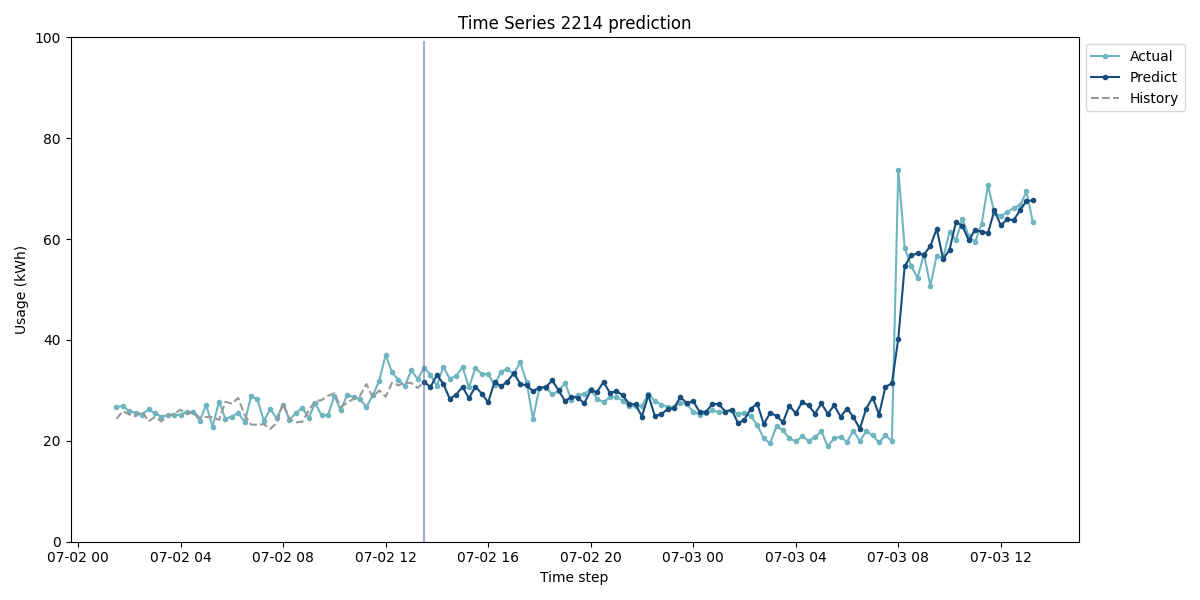 Time Series 2214 prediction
100
80
60
40
20
0
Usage (kWh)
07-02 00
07-02 04
07-02 08
07-02 12
07-02 16
07-02 20
07-03 00
07-03 04
07-03 08
07-03 12
Time step
Actual
Predict
History